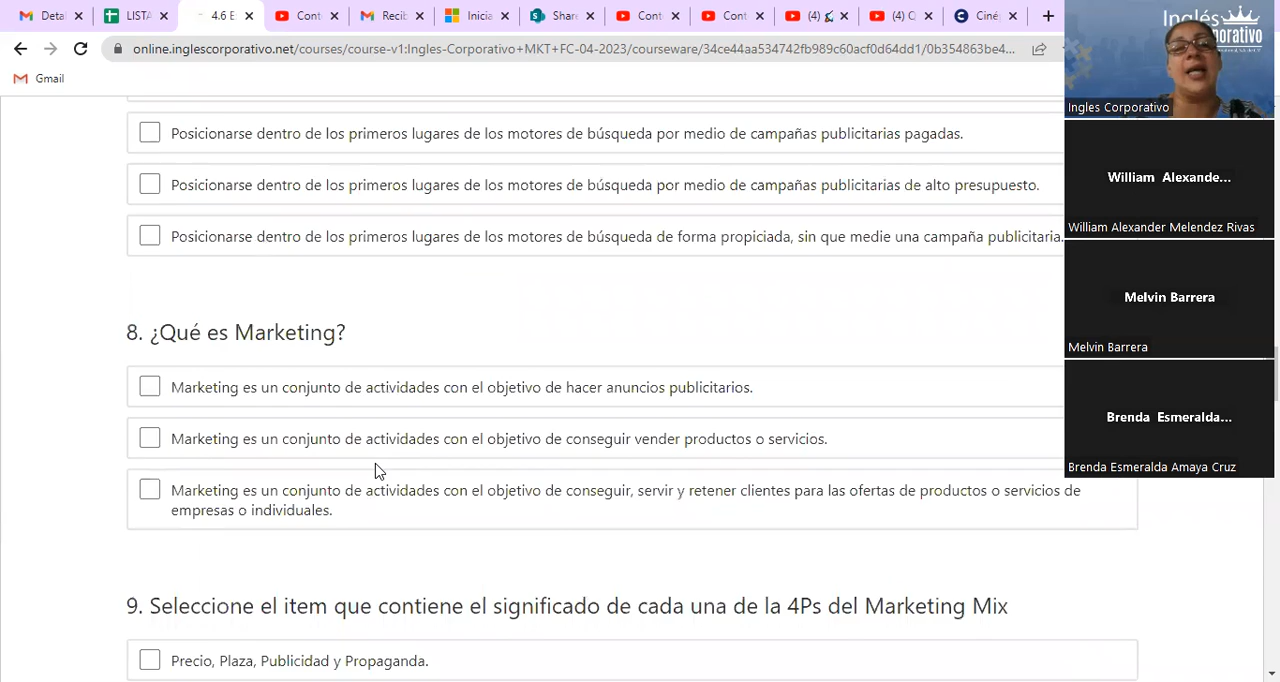 Detal
LISTA
4.6 E
Cont
Recib
Inicia
Share
Cont
Cont
(4)
(4) Q
Ciné
online.inglescorporativo.net/courses/course-v1:Ingles-Corporativo+MKT+FC-04-2023/courseware/34ce44aa534742fb989c60acf0d64dd1/0b354863be4...
Gmail
Posicionarse dentro de los primeros lugares de los motores de búsqueda por medio de campañas publicitarias pagadas.
Posicionarse dentro de los primeros lugares de los motores de búsqueda por medio de campañas publicitarias de alto presupuesto.
Posicionarse dentro de los primeros lugares de los motores de búsqueda de forma propiciada, sin que medie una campaña publicitaria.
8. ¿Qué es Marketing?
Marketing es un conjunto de actividades con el objetivo de hacer anuncios publicitarios.
Marketing es un conjunto de actividades con el objetivo de conseguir vender productos o servicios.
Marketing es un conjunto de actividades con el objetivo de conseguir, servir y retener clientes para las ofertas de productos o servicios de
empresas o individuales.
9. Seleccione el item que contiene el significado de cada una de la 4Ps del Marketing Mix
Precio, Plaza, Publicidad y Propaganda.
Inglés
orporativo
Ingles Corporativo
William Alexande...
William Alexander Melendez Rivas
Melvin Barrera
Melvin Barrera
Brenda Esmeralda...
Brenda Esmeralda Amaya Cruz